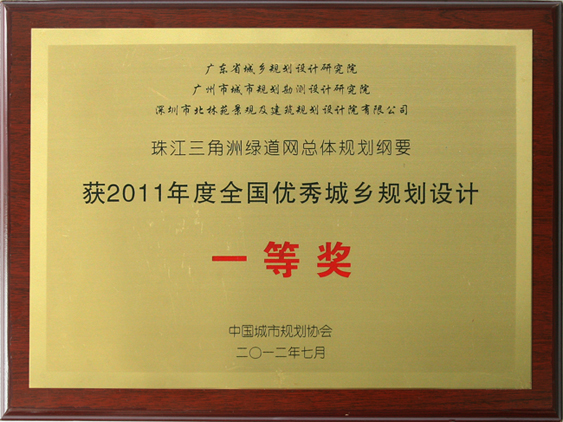 广东省城乡规划设计研究院
广州市城市规划勘测设计研究院
深圳市北林苑景观及建筑规划设计院有限公司
珠江三角洲绿道网总体规划纲要
获2011年度全国优秀城乡规划设计
一等奖
中国城市规划协会
二〇一二年七月